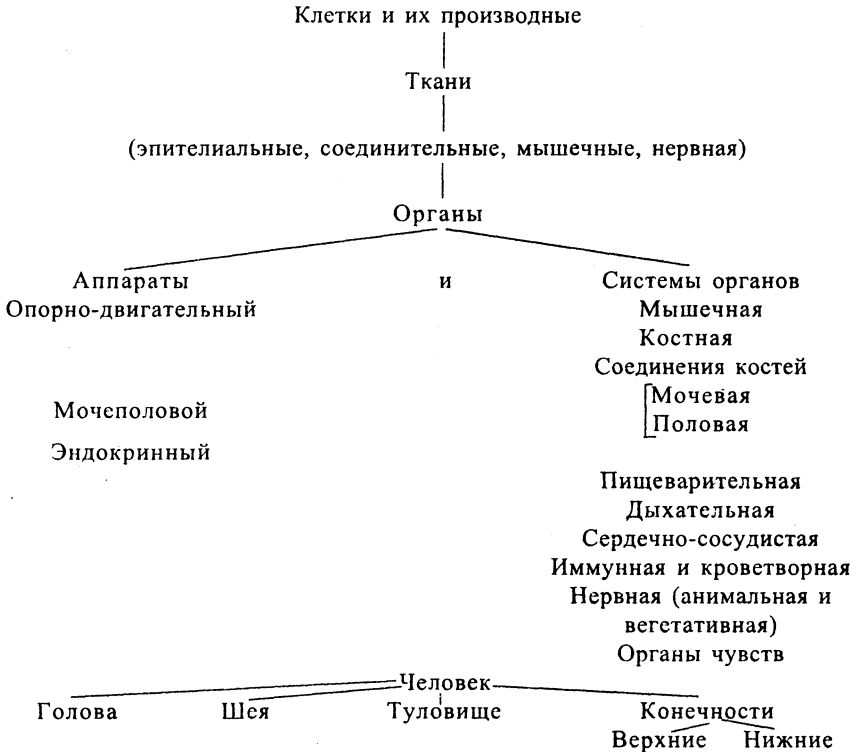 Клетки и их производные
Ткани
(эпителиальные, соединительные, мышечные, нервная)
Органы
Аппараты и Системы органов
Опорно-двигательный Мышечная
Костная
Соединения костей
Мочевая
Мочеполовой
Половая
Эндокринный
Пищеварительная
Дыхательная
Сердечно-сосудистая
Иммунная и кроветворная
Нервная (анимальная и
вегетативная)
Органы чувств
Человек
Голова Шея Туловище Конечности
Верхние Нижние